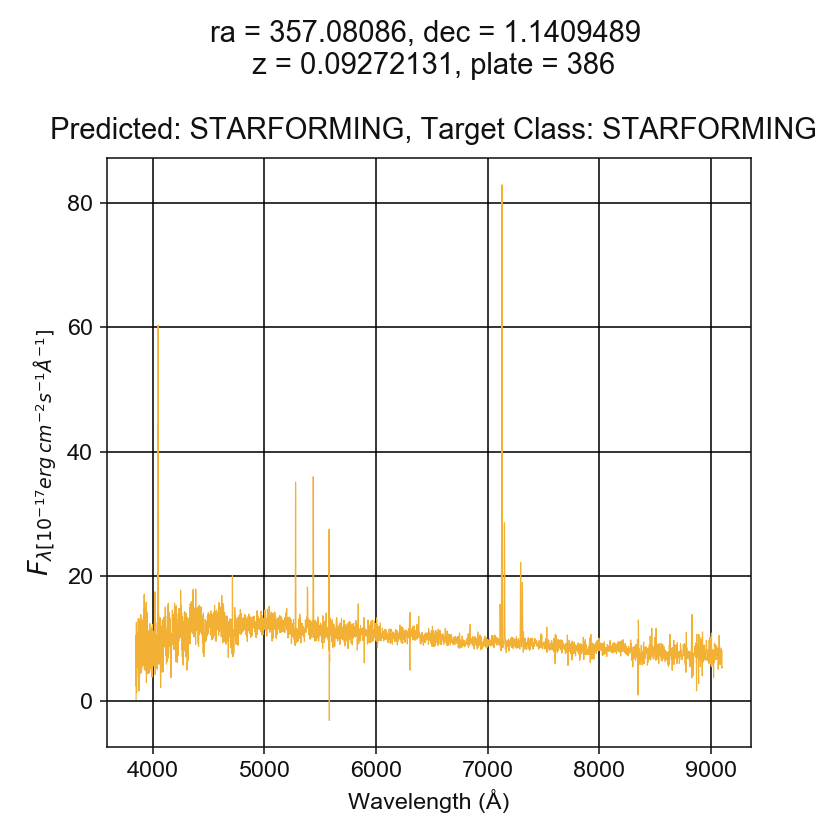 ra = 357.08086, dec = 1.1409489
z = 0.09272131, plate = 386
Predicted: STARFORMING, Target Class: STARFORMING
80
60
40
20
0
F_{λ[10^{−17}erg cm^{−2}s^{−1}Å^{−1}]}
4000 5000 6000 7000 8000 9000
Wavelength (Å)